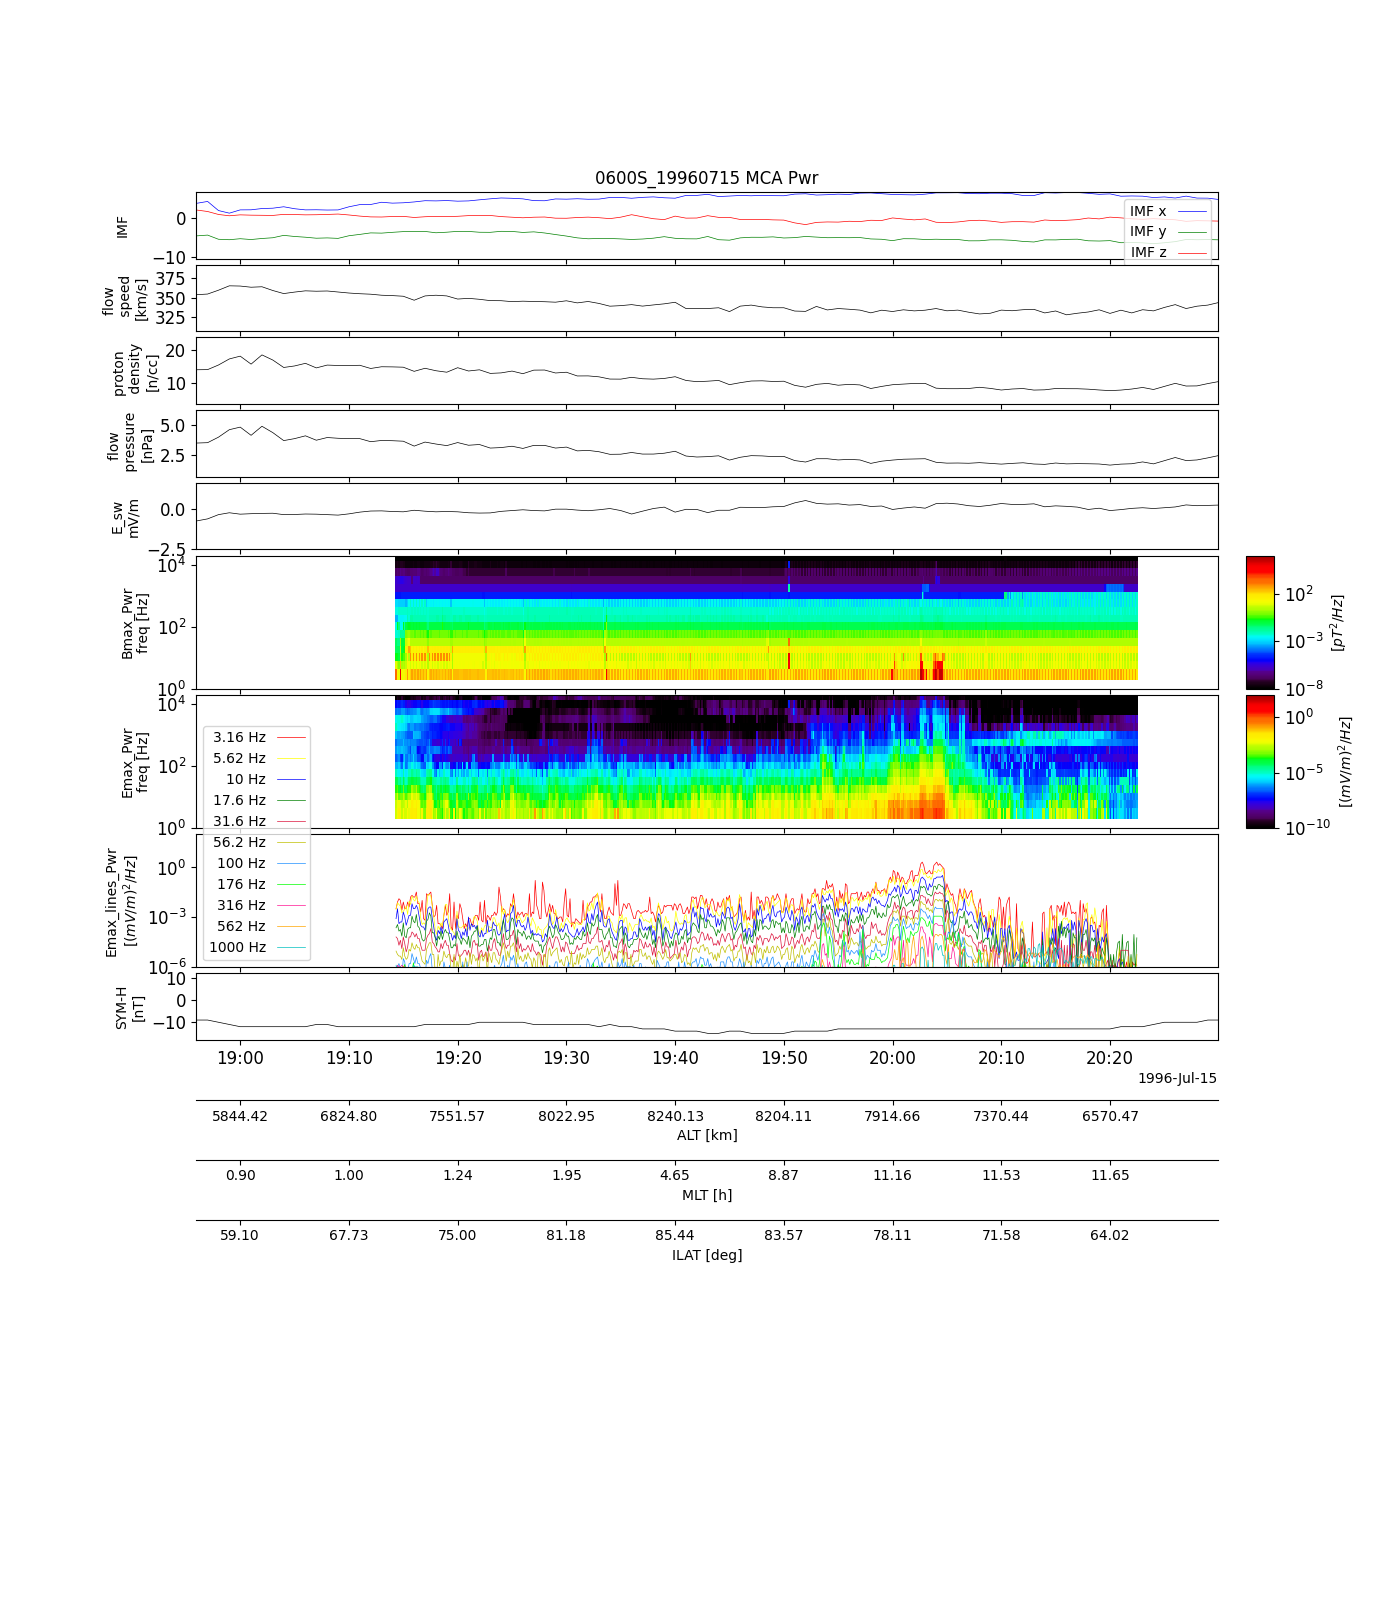 0600S_19960715 MCA Pwr
IMF
0
−10
IMF x
IMF y
IMF z
flow
speed
[km/s]
375
350
325
proton
density
[n/cc]
20
10
flow
pressure
[nPa]
5.0
2.5
E_sw
mV/m
0.0
−2.5
Bmax_Pwr
freq [Hz]
10^4
10^2
10^0
10^2
10^−3
10^−8
[pT^2/Hz]
Emax_Pwr
freq [Hz]
10^4
10^2
10^0
10^0
10^−5
10^−10
[(mV/m)^2/Hz]
3.16 Hz
5.62 Hz
10 Hz
17.6 Hz
31.6 Hz
56.2 Hz
100 Hz
176 Hz
316 Hz
562 Hz
1000 Hz
Emax_lines_Pwr
[(mV/m)^2/Hz]
10^0
10^−3
10^−6
SYM-H
[nT]
10
0
−10
19:00 19:10 19:20 19:30 19:40 19:50 20:00 20:10 20:20
1996-Jul-15
5844.42 6824.80 7551.57 8022.95 8240.13 8204.11 7914.66 7370.44 6570.47
ALT [km]
0.90 1.00 1.24 1.95 4.65 8.87 11.16 11.53 11.65
MLT [h]
59.10 67.73 75.00 81.18 85.44 83.57 78.11 71.58 64.02
ILAT [deg]